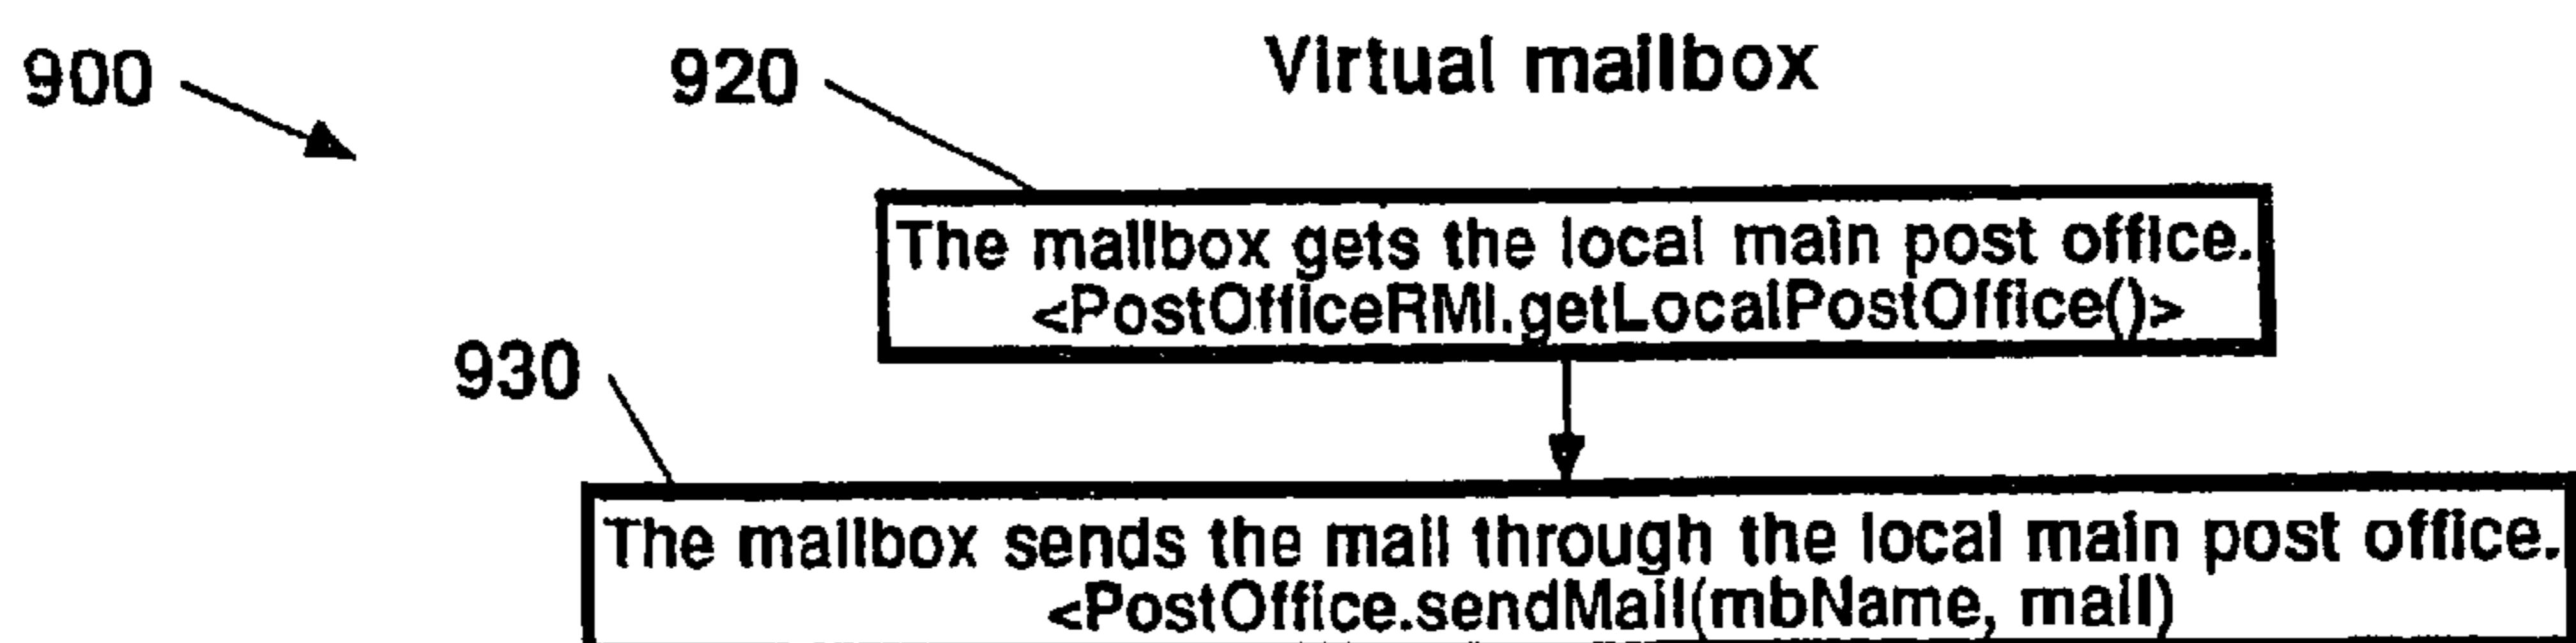 900
920
Virtual mailbox
The mailbox gets the local main post office.
<PostOfficeRMI.getLocalPostOffice()>
930
The mailbox sends the mail through the local main post office.
<PostOffice.sendMail(mbName, mail)